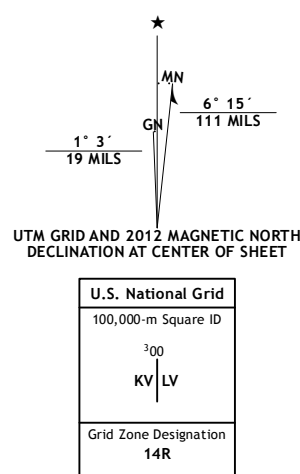 MN
GN
6° 15´
111 MILS
1° 3´
19 MILS
UTM GRID AND 2012 MAGNETIC NORTH
DECLINATION AT CENTER OF SHEET
U.S. National Grid
100,000-m Square ID
³00
KV LV
Grid Zone Designation
14R